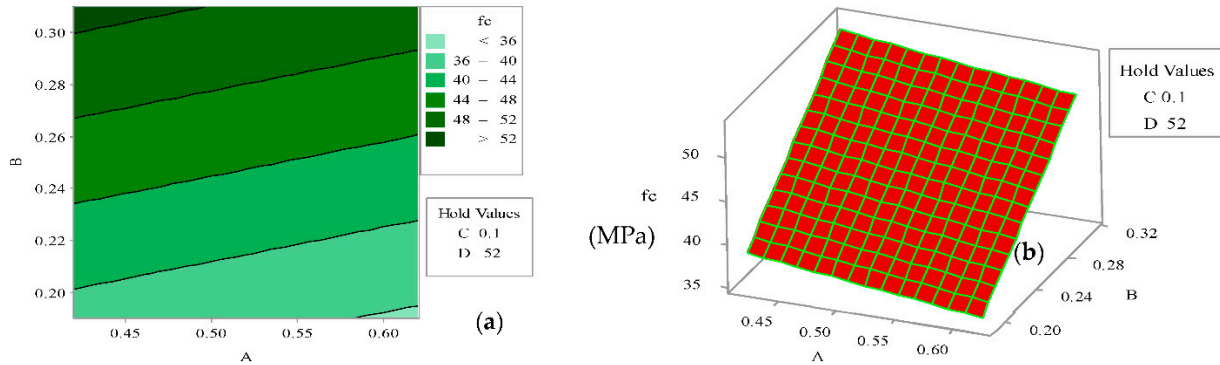 0.30
0.28
0.26
0.24
0.22
0.20
B
0.45 0.50 0.55 0.60
A
fc
< 36
36 – 40
40 – 44
44 – 48
48 – 52
> 52
Hold Values
C 0.1
D 52
(a)
50
45
40
35
fc
(MPa)
0.45 0.50 0.55 0.60
A
0.20
0.24
0.28
0.32
B
(b)
Hold Values
C 0.1
D 52